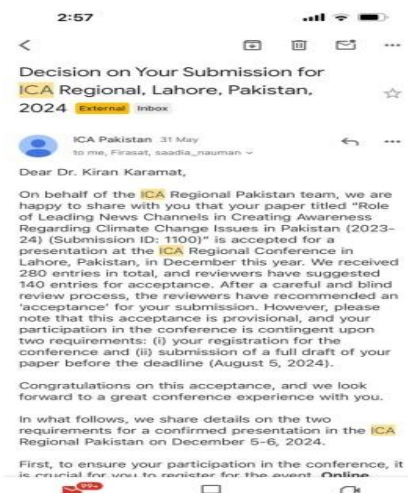 2:57
Decision on Your Submission for
ICA Regional, Lahore, Pakistan,
2024 External Inbox
ICA Pakistan 31 May
to me, Firasat, saadia_nauman
Dear Dr. Kiran Karamat,
On behalf of the ICA Regional Pakistan team, we are
happy to share with you that your paper titled “Role
of Leading News Channels in Creating Awareness
Regarding Climate Change Issues in Pakistan (2023-
24) (Submission ID: 1100)” is accepted for a
presentation at the ICA Regional Conference in
Lahore, Pakistan, in December this year. We received
280 entries in total, and reviewers have suggested
140 entries for acceptance. After a careful and blind
review process, the reviewers have recommended an
'acceptance' for your submission. However, please
note that this acceptance is provisional, and your
participation in the conference is contingent upon
two requirements: (i) your registration for the
conference and (ii) submission of a full draft of your
paper before the deadline (August 5, 2024).
Congratulations on this acceptance, and we look
forward to a great conference experience with you.
In what follows, we share details on the two
requirements for a confirmed presentation in the ICA
Regional Pakistan on December 5-6, 2024.
First, to ensure your participation in the conference, it
is crucial for you to register for the event. Online
99+